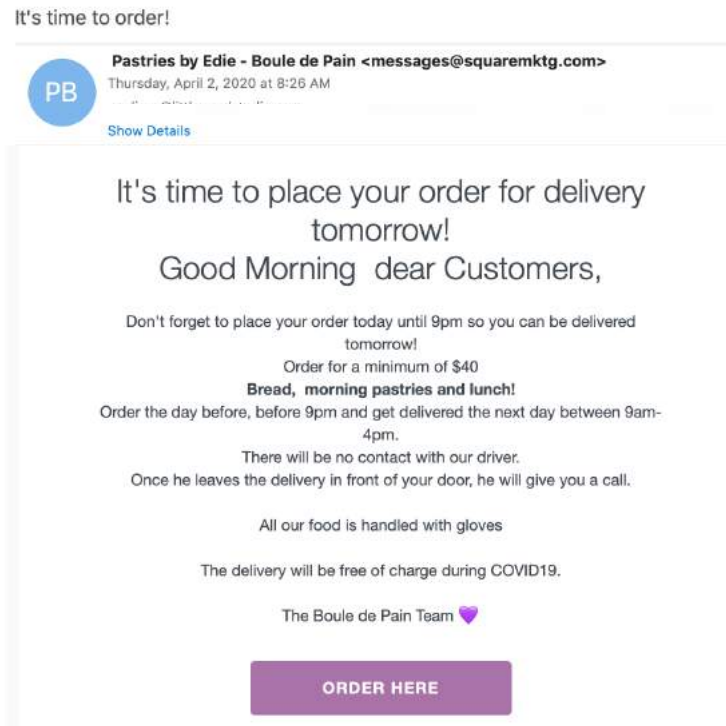 It's time to order!
Pastries by Edie - Boule de Pain <messages@squaremktg.com>
PB
Thursday, April 2, 2020 at 8:26 AM
Show Details
It's time to place your order for delivery
tomorrow!
Good Morning dear Customers,
Don't forget to place your order today until 9pm so you can be delivered
tomorrow!
Order for a minimum of $40
Bread, morning pastries and lunch!
Order the day before, before 9pm and get delivered the next day between 9am-
4pm.
There will be no contact with our driver.
Once he leaves the delivery in front of your door, he will give you a call.
All our food is handled with gloves
The delivery will be free of charge during COVID19.
The Boule de Pain Team 💜
ORDER HERE